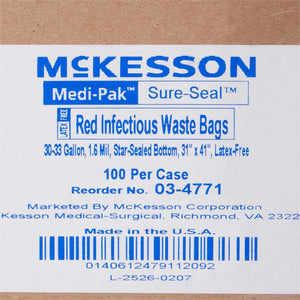 McKESSON
Medi-Pak™ Sure-Seal™
LATEX FREE Red Infectious Waste Bags
30-33 Gallon, 1.6 Mil, Star-Sealed Bottom, 31" x 41", Latex-Free
100 Per Case
Reorder No. 03-4771
Marketed By McKesson Corporation
Kesson Medical-Surgical, Richmond, VA 2322
Made in the U.S.A.
0140612479112092
L-2526-0207